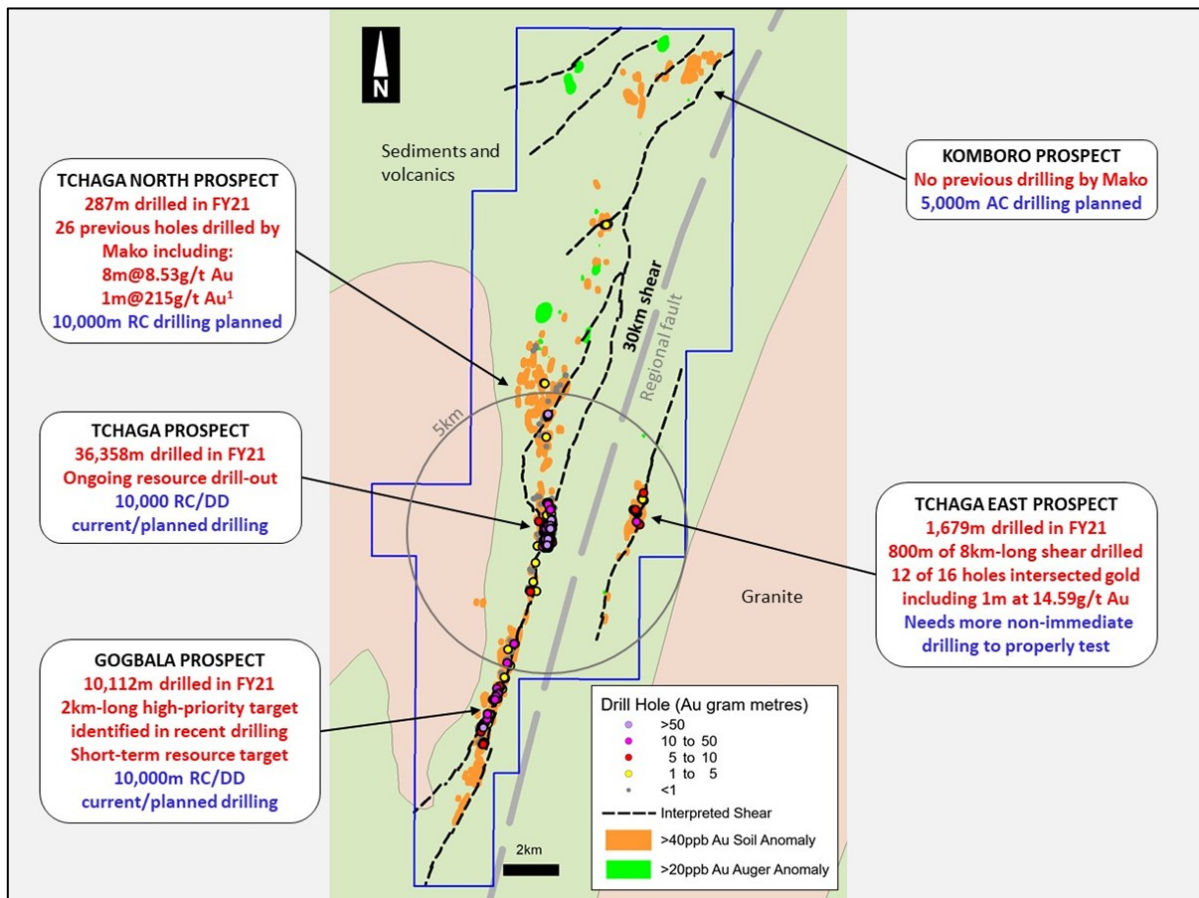 N
Sediments and
volcanics
TCHAGA NORTH PROSPECT
287m drilled in FY21
26 previous holes drilled by
Mako including:
8m@8.53g/t Au
1m@215g/t Au¹
10,000m RC drilling planned
KOMBORO PROSPECT
No previous drilling by Mako
5,000m AC drilling planned
30km shear
Regional fault
5km
TCHAGA PROSPECT
36,358m drilled in FY21
Ongoing resource drill-out
10,000 RC/DD
current/planned drilling
TCHAGA EAST PROSPECT
1,679m drilled in FY21
800m of 8km-long shear drilled
12 of 16 holes intersected gold
including 1m at 14.59g/t Au
Needs more non-immediate
drilling to properly test
Granite
GOGBALA PROSPECT
10,112m drilled in FY21
2km-long high-priority target
identified in recent drilling
Short-term resource target
10,000m RC/DD
current/planned drilling
Drill Hole (Au gram metres)
>50
10 to 50
5 to 10
1 to 5
<1
Interpreted Shear
>40ppb Au Soil Anomaly
>20ppb Au Auger Anomaly
2km